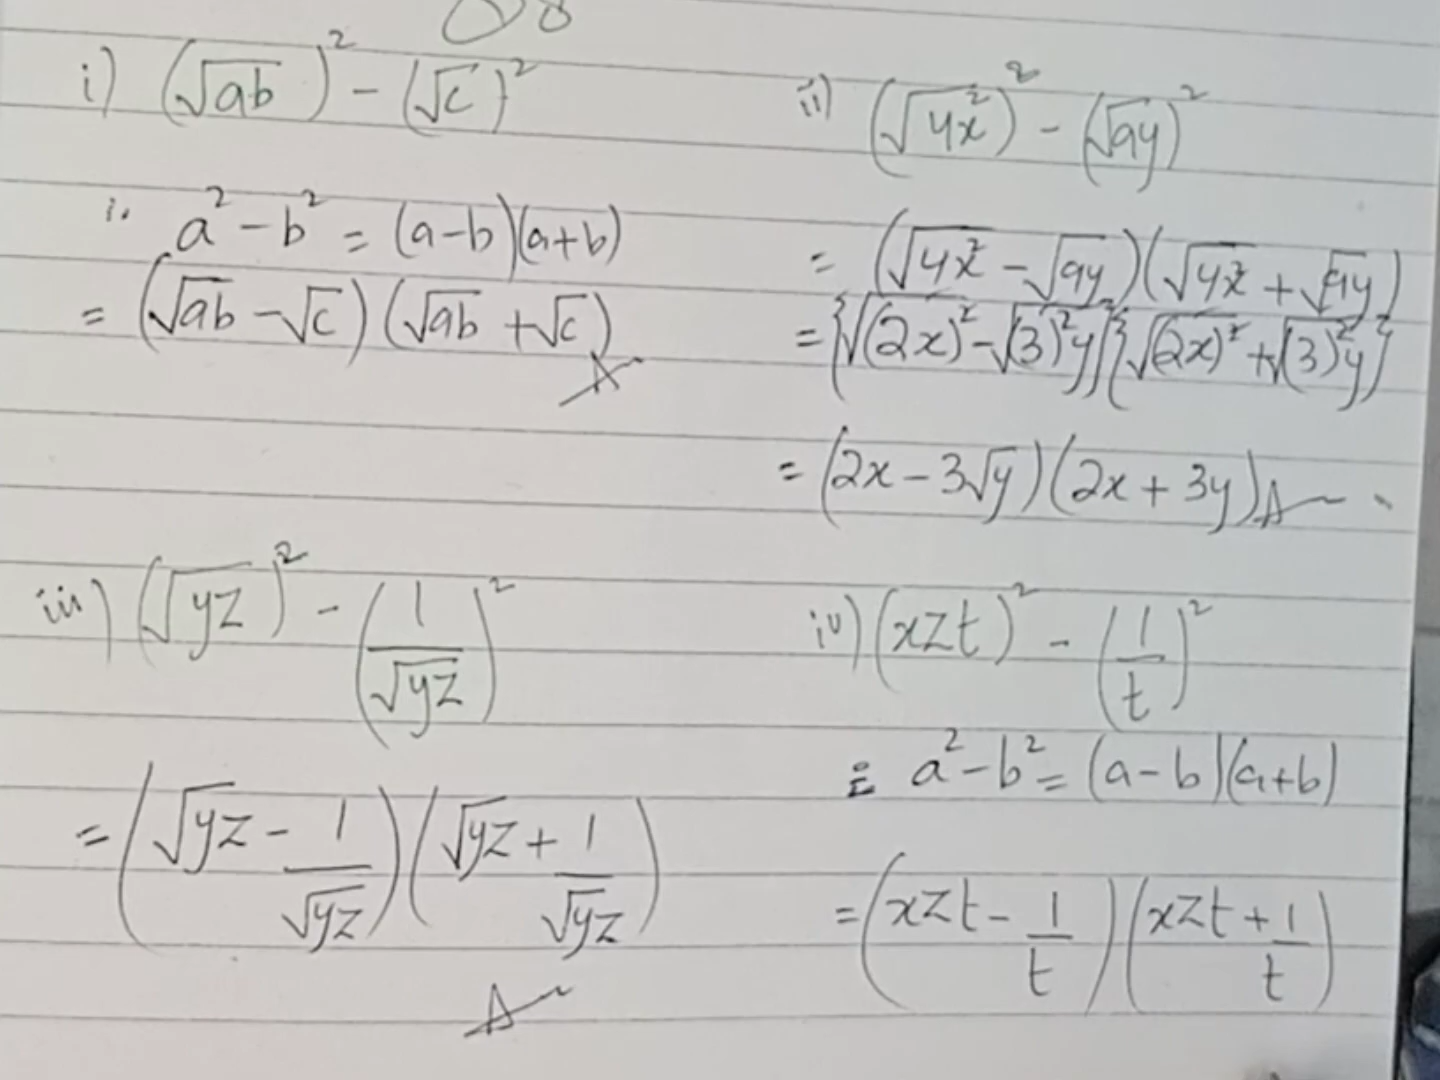 i) (√ab)² - (√c)²
∵ a² - b² = (a-b)(a+b)
= (√ab - √c)(√ab + √c)
ii) (√4x²)² - (√9y)²
= (√4x² - √9y)(√4x² + √9y)
= {√(2x)² - √(3)²y}{√(2x)² + √(3)²y}
= (2x - 3√y)(2x + 3y)
iii) (√yz)² - (1/√yz)²
= (√yz - 1/√yz)(√yz + 1/√yz)
iv) (xzt)² - (1/t)²
∵ a² - b² = (a-b)(a+b)
= (xzt - 1/t)(xzt + 1/t)